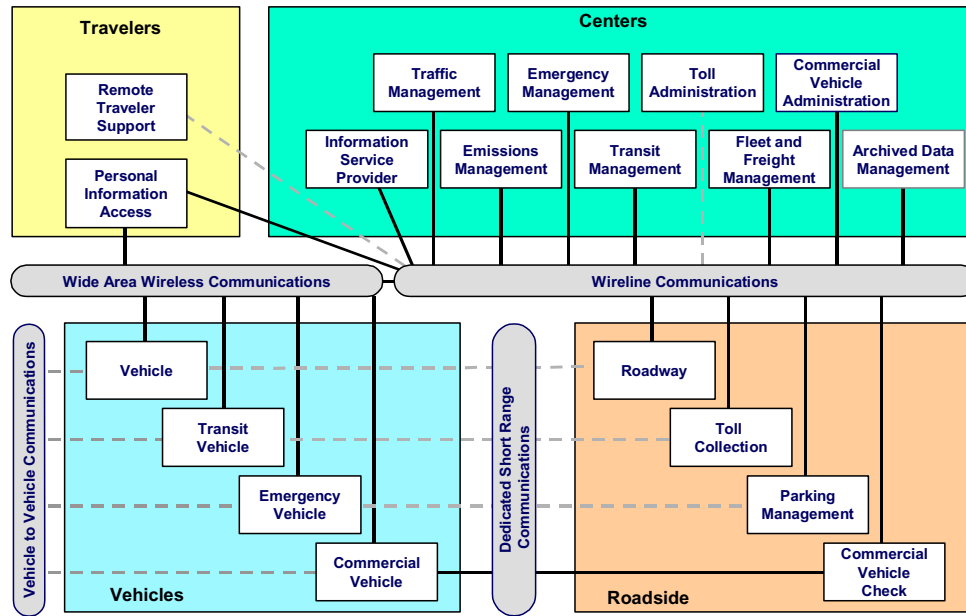 Travelers
Remote
Traveler
Support
Personal
Information
Access
Centers
Traffic
Management
Emergency
Management
Toll
Administration
Commercial
Vehicle
Administration
Information
Service
Provider
Emissions
Management
Transit
Management
Fleet and
Freight
Management
Archived Data
Management
Wide Area Wireless Communications
Wireline Communications
Vehicle to Vehicle Communications
Vehicle
Transit
Vehicle
Emergency
Vehicle
Commercial
Vehicle
Vehicles
Dedicated Short Range
Communications
Roadway
Toll
Collection
Parking
Management
Commercial
Vehicle
Check
Roadside